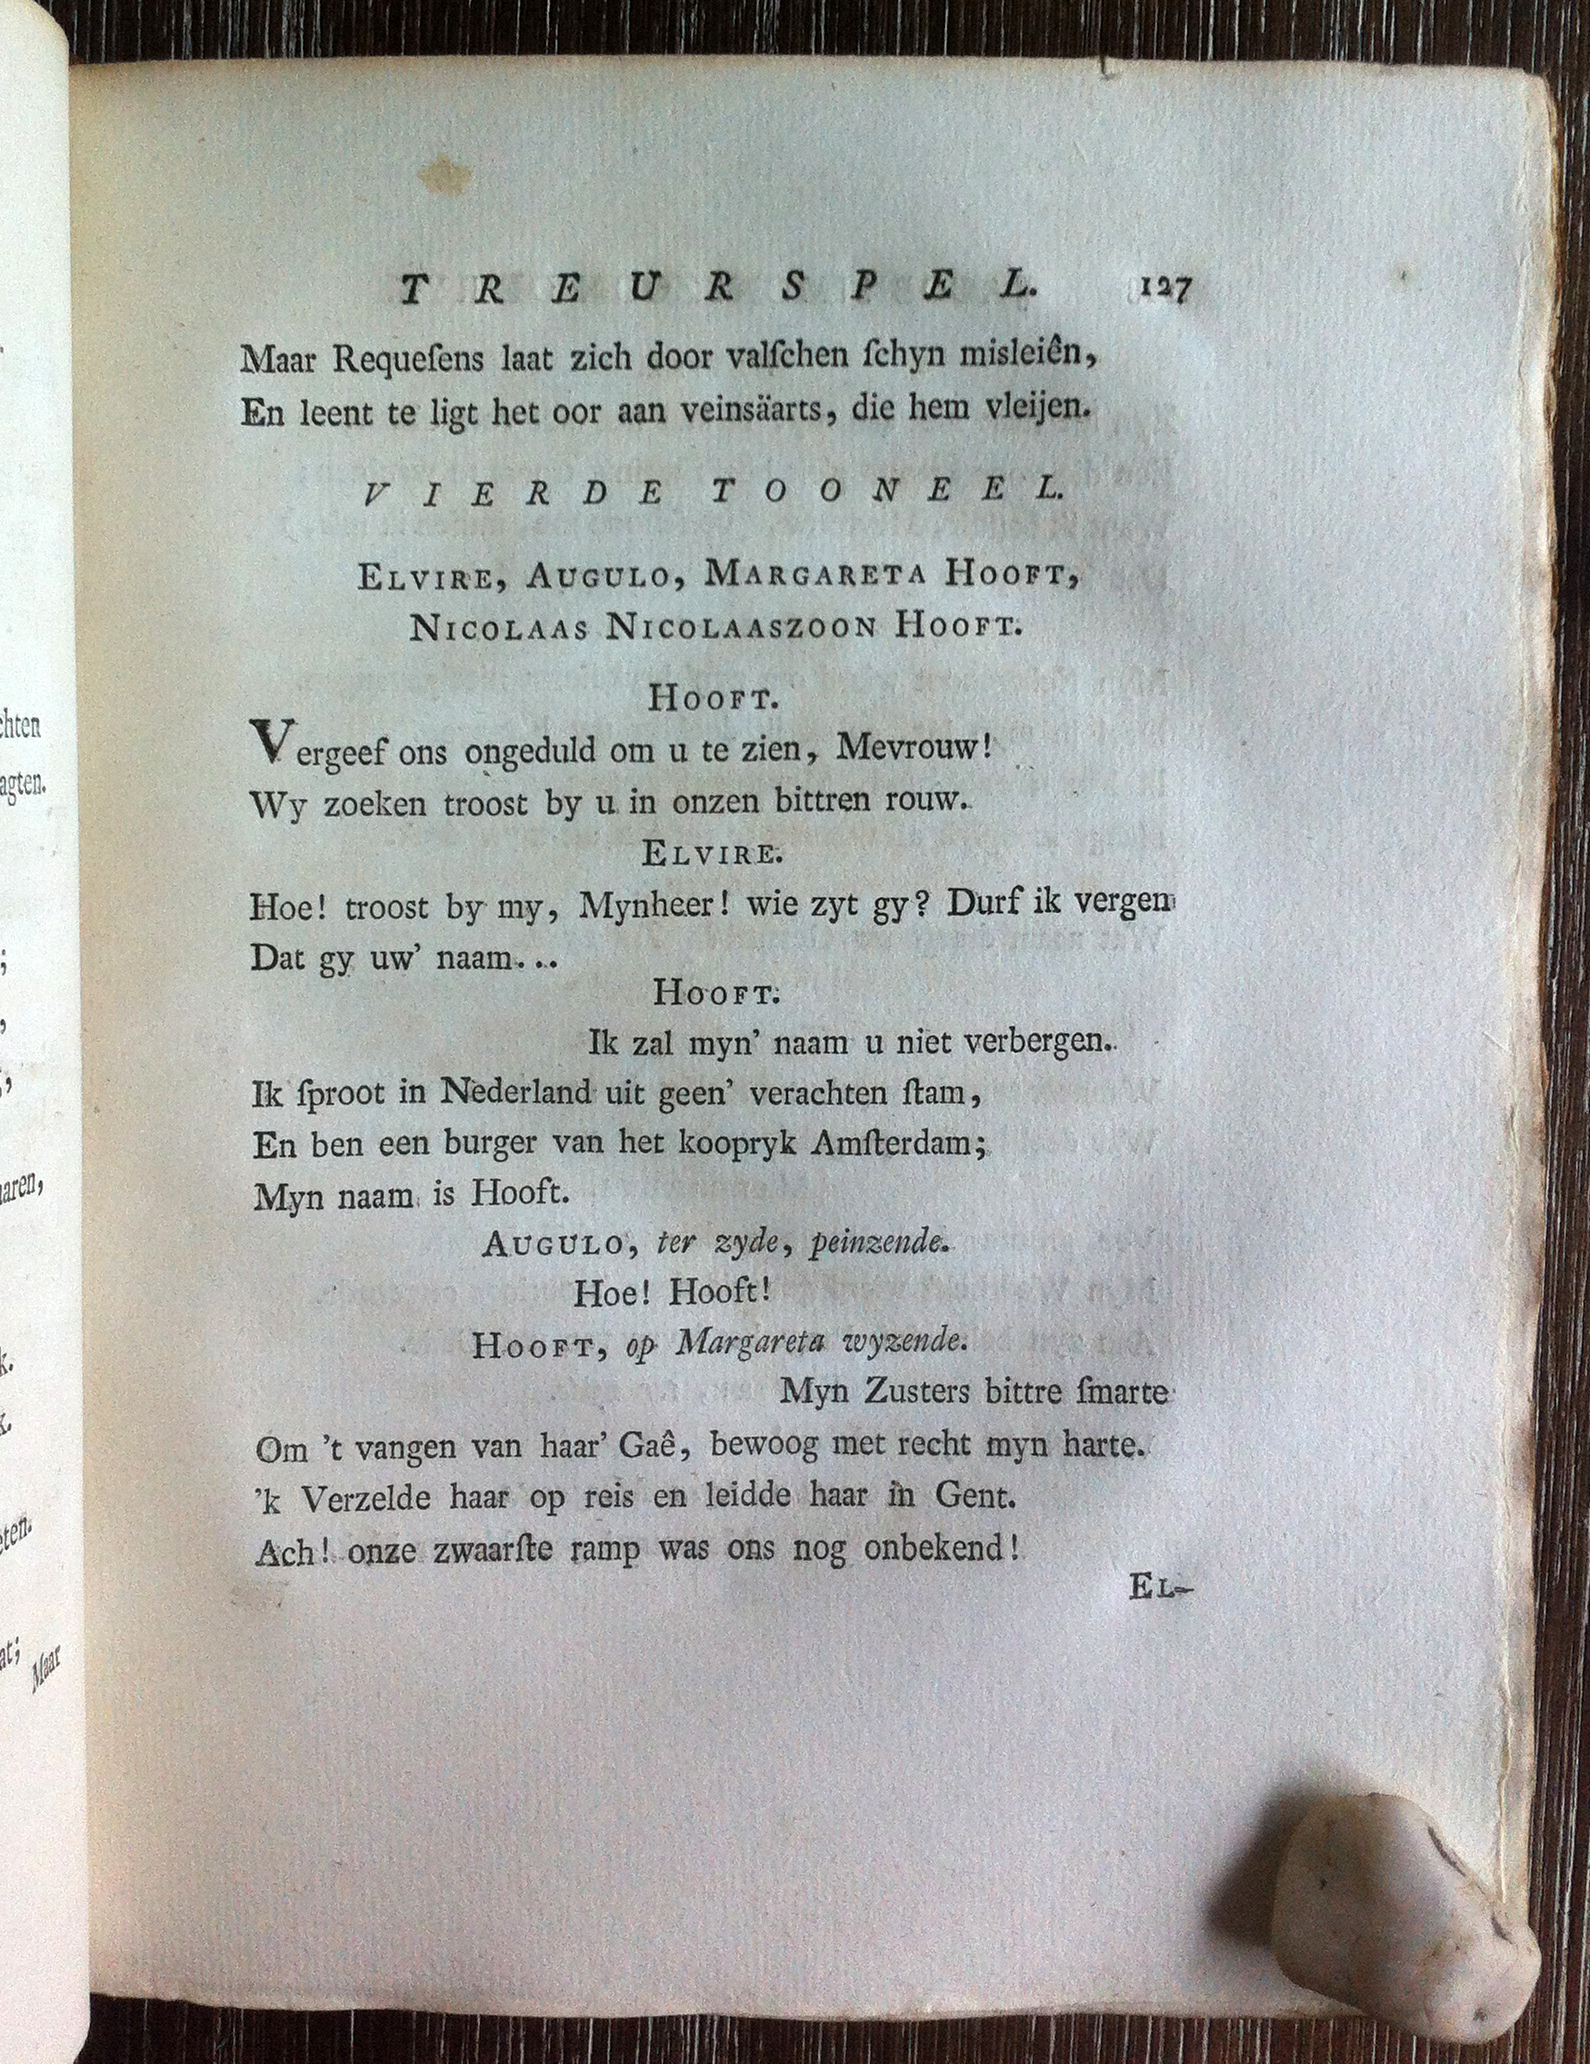 TREURSPEL. 127
Maar Requeſens laat zich door valſchen ſchyn misleiên,
En leent te ligt het oor aan veinsäarts, die hem vleijen.
VIERDE TOONEEL.
ELVIRE, AUGULO, MARGARETA HOOFT,
NICOLAAS NICOLAASZOON HOOFT.
HOOFT.
Vergeef ons ongeduld om u te zien, Mevrouw!
Wy zoeken troost by u in onzen bittren rouw.
ELVIRE.
Hoe! troost by my, Mynheer! wie zyt gy? Durf ik vergen
Dat gy uw’ naam...
HOOFT.
Ik zal myn’ naam u niet verbergen.
Ik ſproot in Nederland uit geen’ verachten ſtam,
En ben een burger van het koopryk Amſterdam;
Myn naam is Hooft.
AUGULO, ter zyde, peinzende.
Hoe! Hooft!
HOOFT, op Margareta wyzende.
Myn Zusters bittre ſmarte
Om ’t vangen van haar’ Gaê, bewoog met recht myn harte.
’k Verzelde haar op reis en leidde haar in Gent.
Ach! onze zwaarſte ramp was ons nog onbekend!
EL-
chten
agten.
;
,
aren,
k.
eten.
at;
Maar